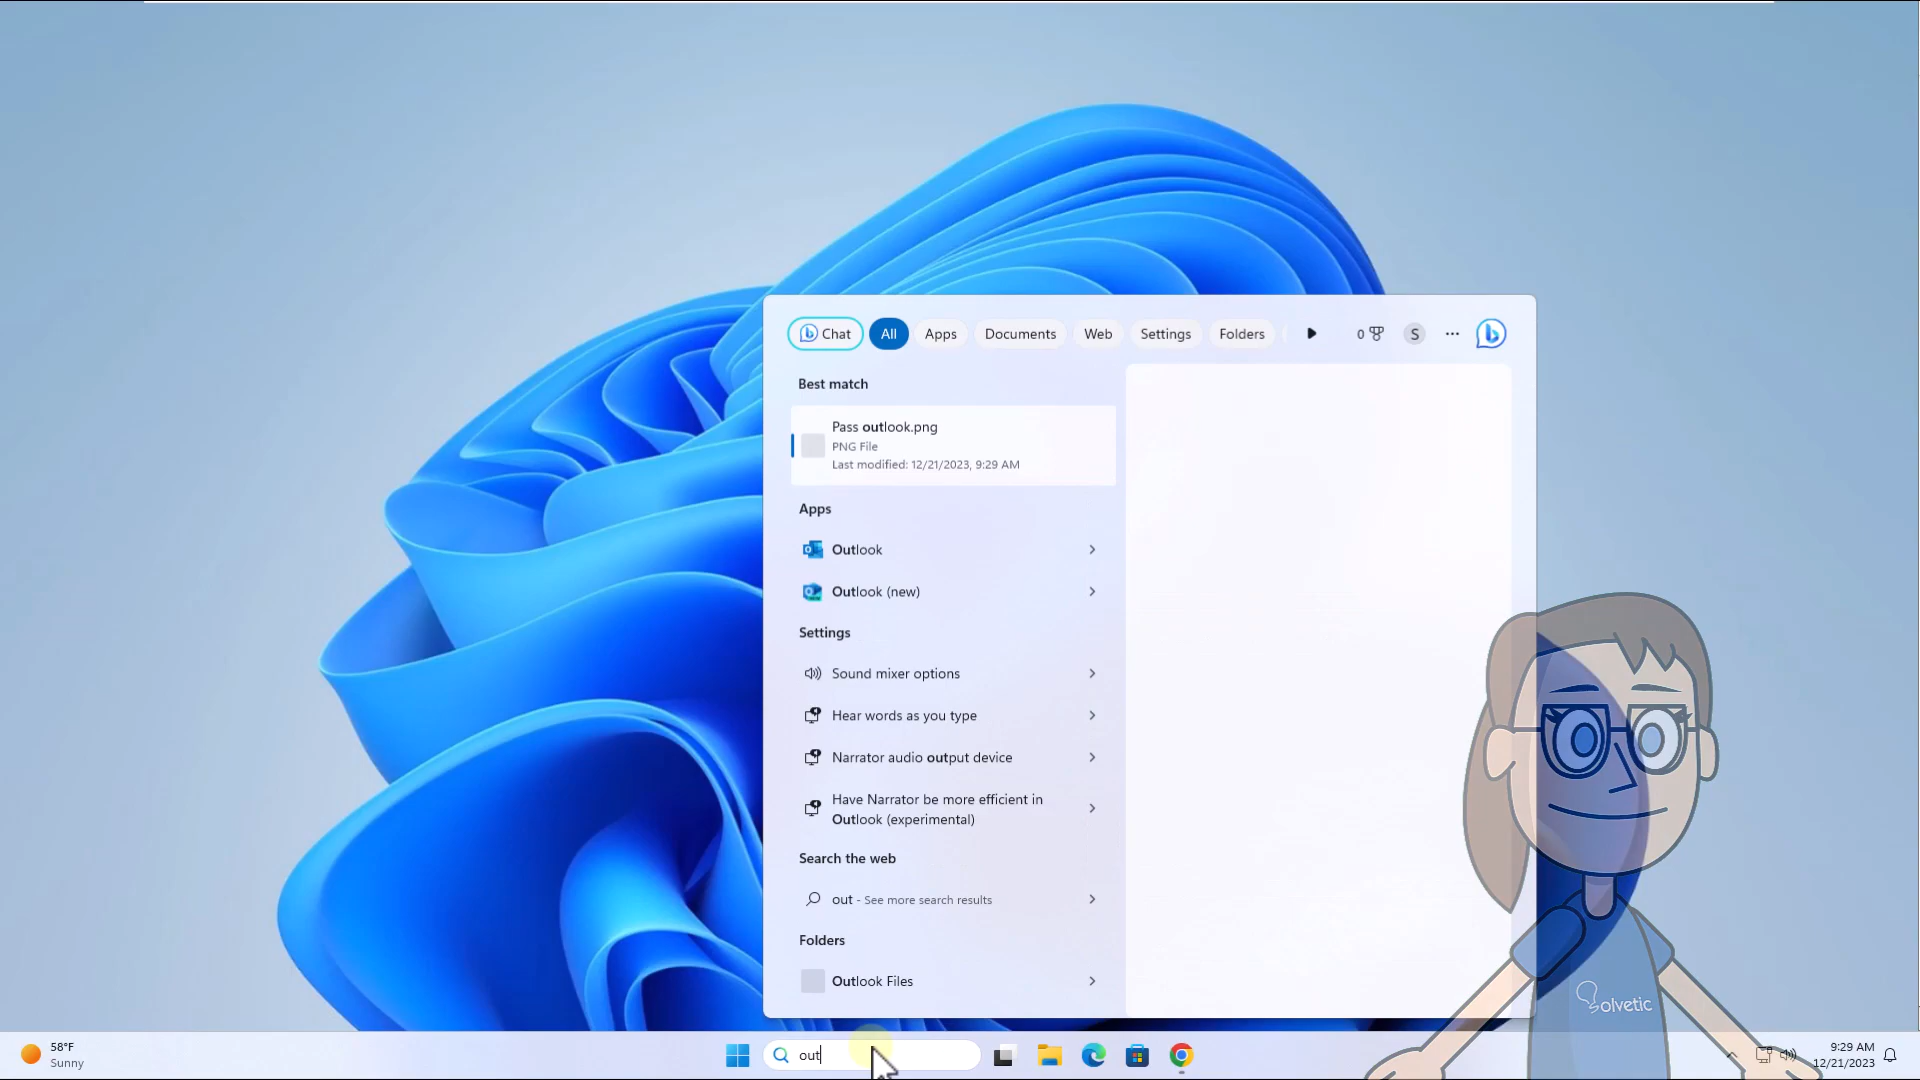 Chat All Apps Documents Web Settings Folders 0 S ...
Best match
Pass outlook.png
PNG File
Last modified: 12/21/2023, 9:29 AM
Apps
Outlook
Outlook (new)
Settings
Sound mixer options
Hear words as you type
Narrator audio output device
Have Narrator be more efficient in
Outlook (experimental)
Search the web
out - See more search results
Folders
Outlook Files
Solvetic
58°F
Sunny
out
9:29 AM
12/21/2023